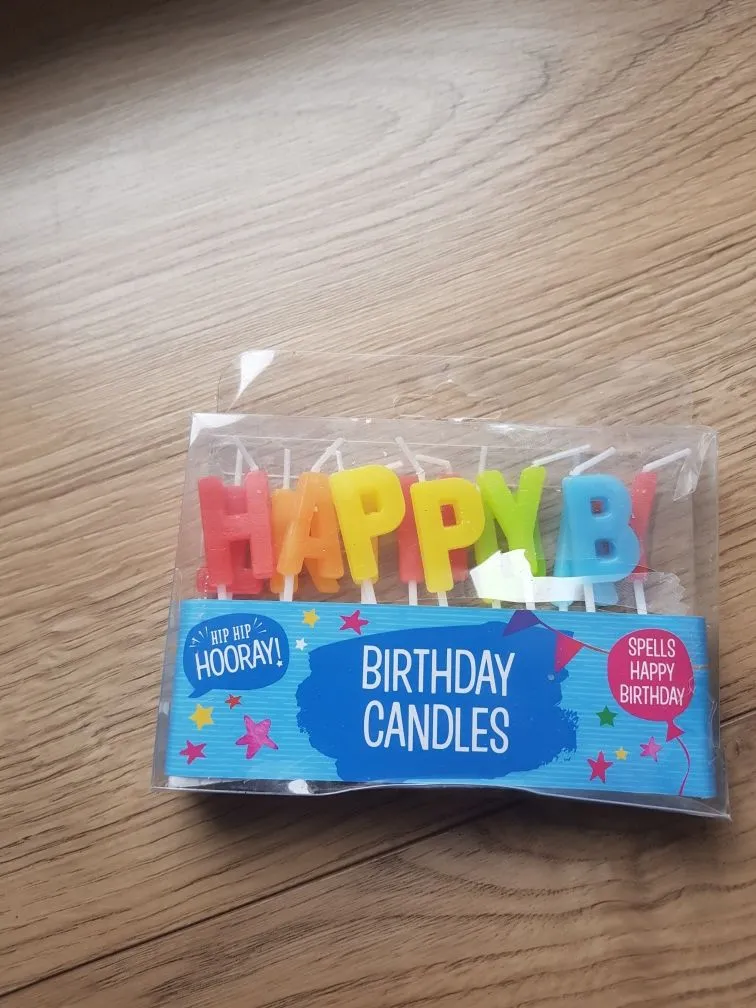 HAPPY B
HIP HIP
HOORAY!
BIRTHDAY
CANDLES
SPELLS
HAPPY
BIRTHDAY